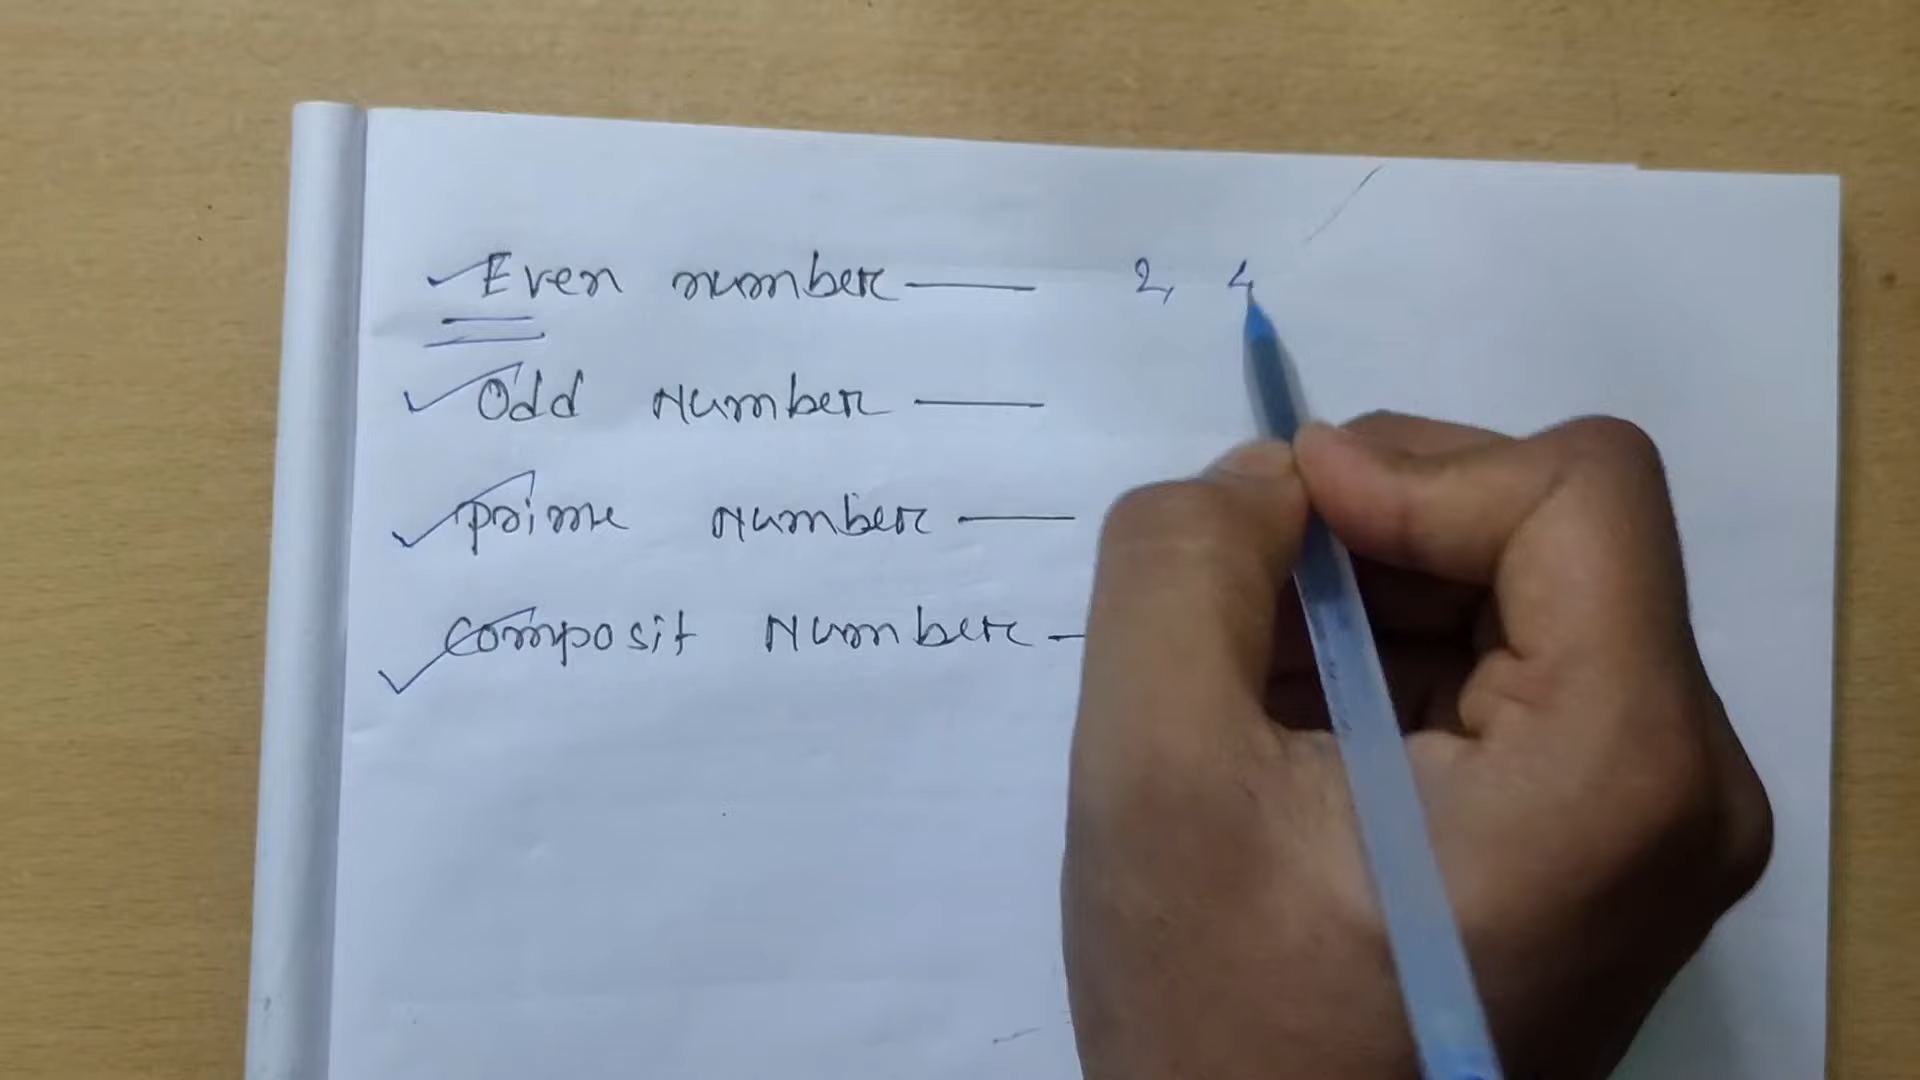 Even number — 2, 4
Odd Number —
prime Number —
composit Number —